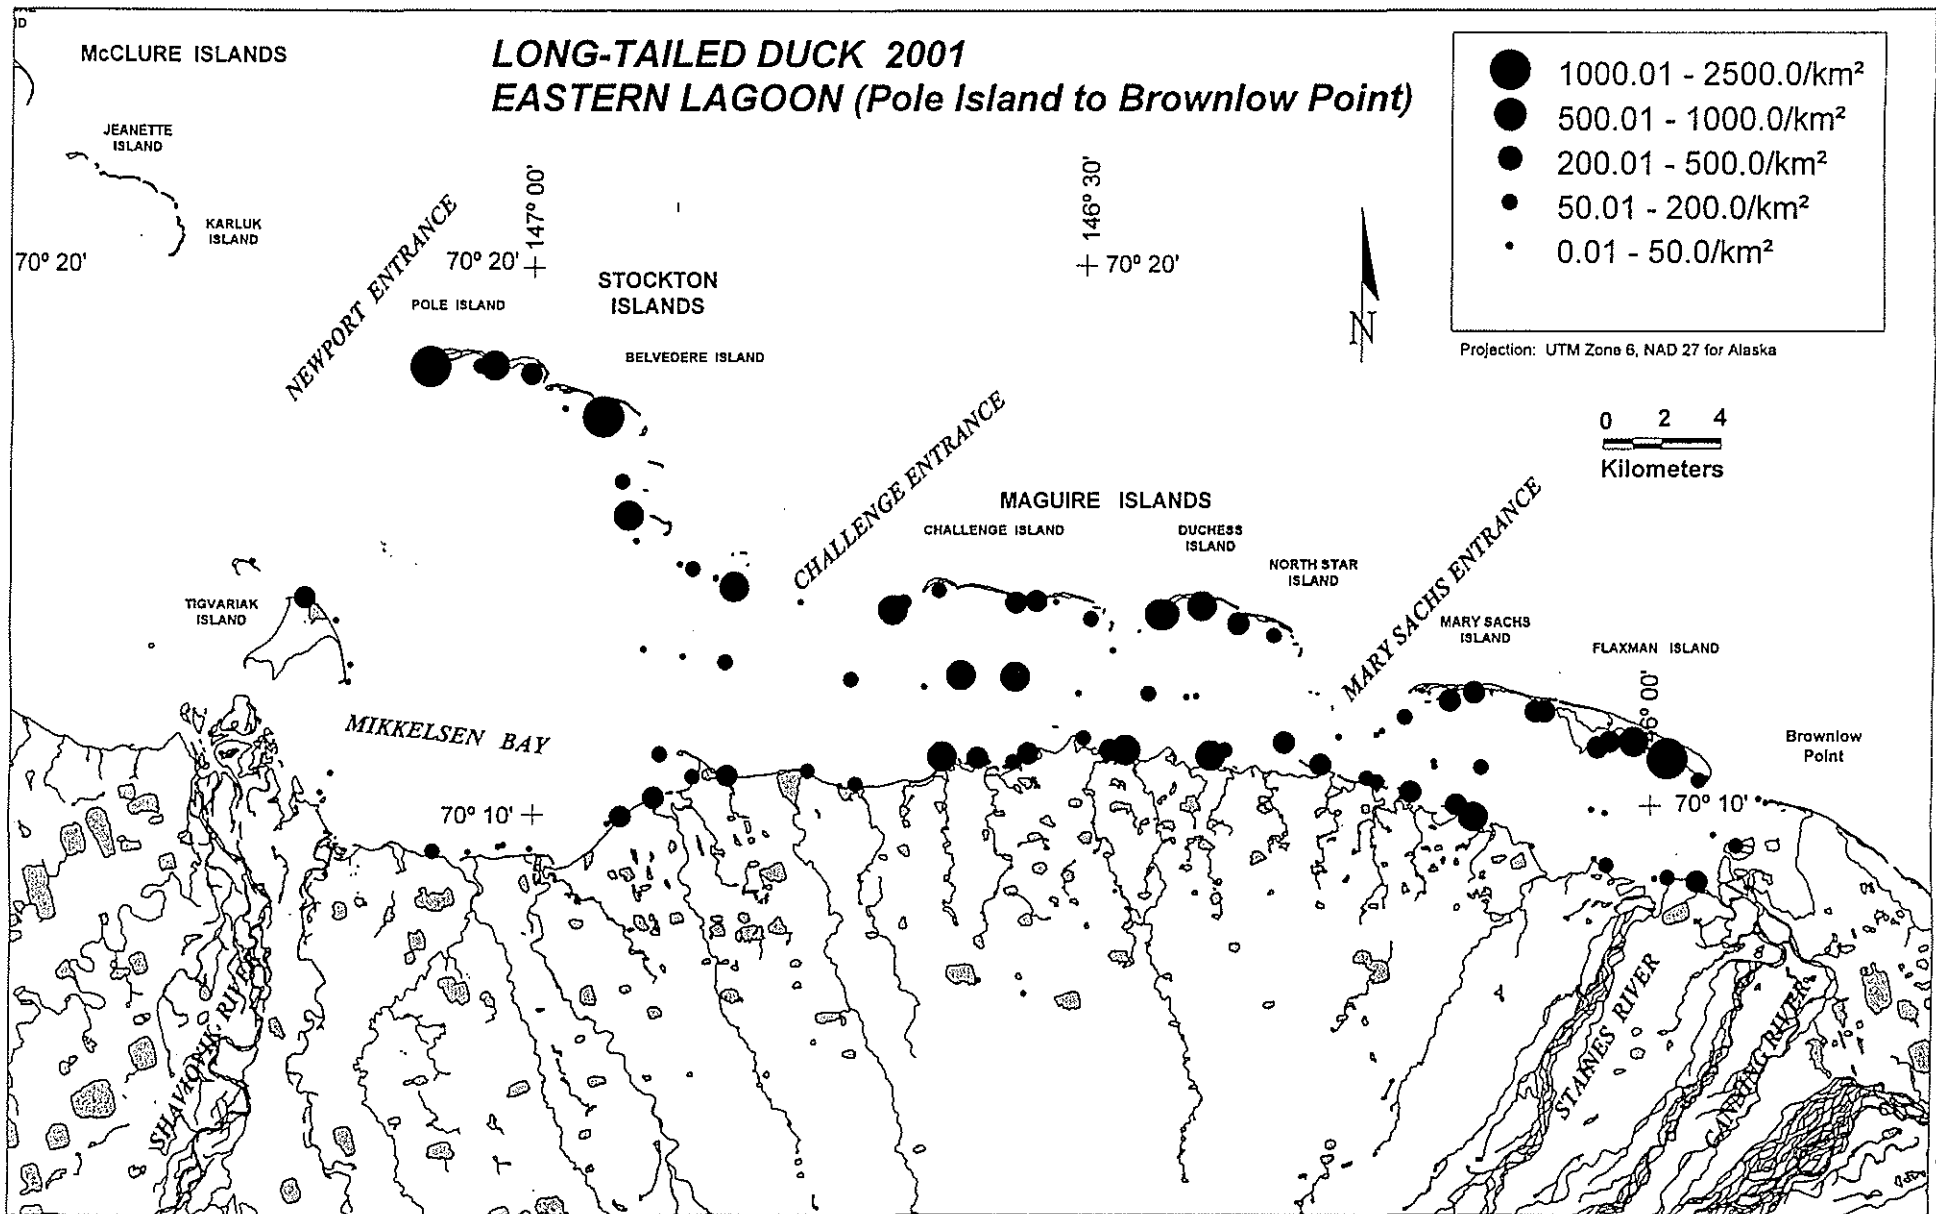 ID
McCLURE ISLANDS
LONG-TAILED DUCK 2001
EASTERN LAGOON (Pole Island to Brownlow Point)
1000.01 - 2500.0/km²
500.01 - 1000.0/km²
200.01 - 500.0/km²
50.01 - 200.0/km²
0.01 - 50.0/km²
Projection: UTM Zone 6, NAD 27 for Alaska
JEANETTE
ISLAND
KARLUK
ISLAND
70° 20'
NEWPORT ENTRANCE
147° 00'
70° 20'
146° 30'
70° 20'
N
STOCKTON
ISLANDS
POLE ISLAND
BELVEDERE ISLAND
0 2 4
Kilometers
CHALLENGE ENTRANCE
MAGUIRE ISLANDS
CHALLENGE ISLAND
DUCHESS
ISLAND
NORTH STAR
ISLAND
MARY SACHS ENTRANCE
MARY SACHS
ISLAND
FLAXMAN ISLAND
TIGVARIAK
ISLAND
MIKKELSEN BAY
6° 00'
Brownlow
Point
70° 10'
70° 10'
SHAVIOVIK RIVER
STAINES RIVER
CANNING RIVER